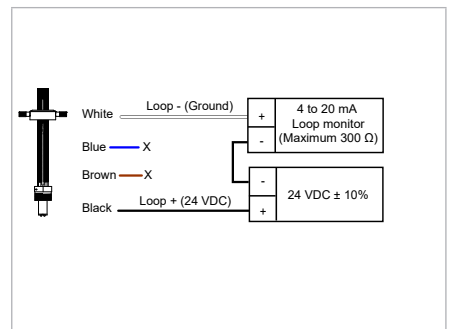 White Loop - (Ground)
+ 4 to 20 mA
Loop monitor
- (Maximum 300 Ω)
Blue X
Brown X
- 24 VDC ± 10%
Black Loop + (24 VDC)
+